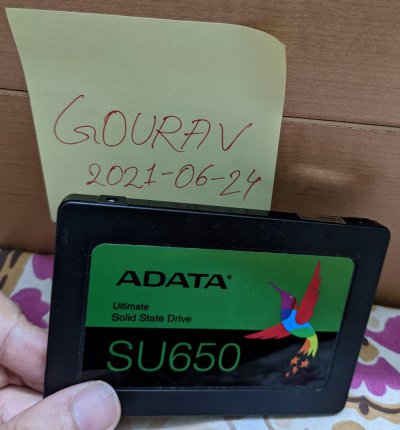 GOURAV
2021-06-24
ADATA®
Ultimate
Solid State Drive
SU650